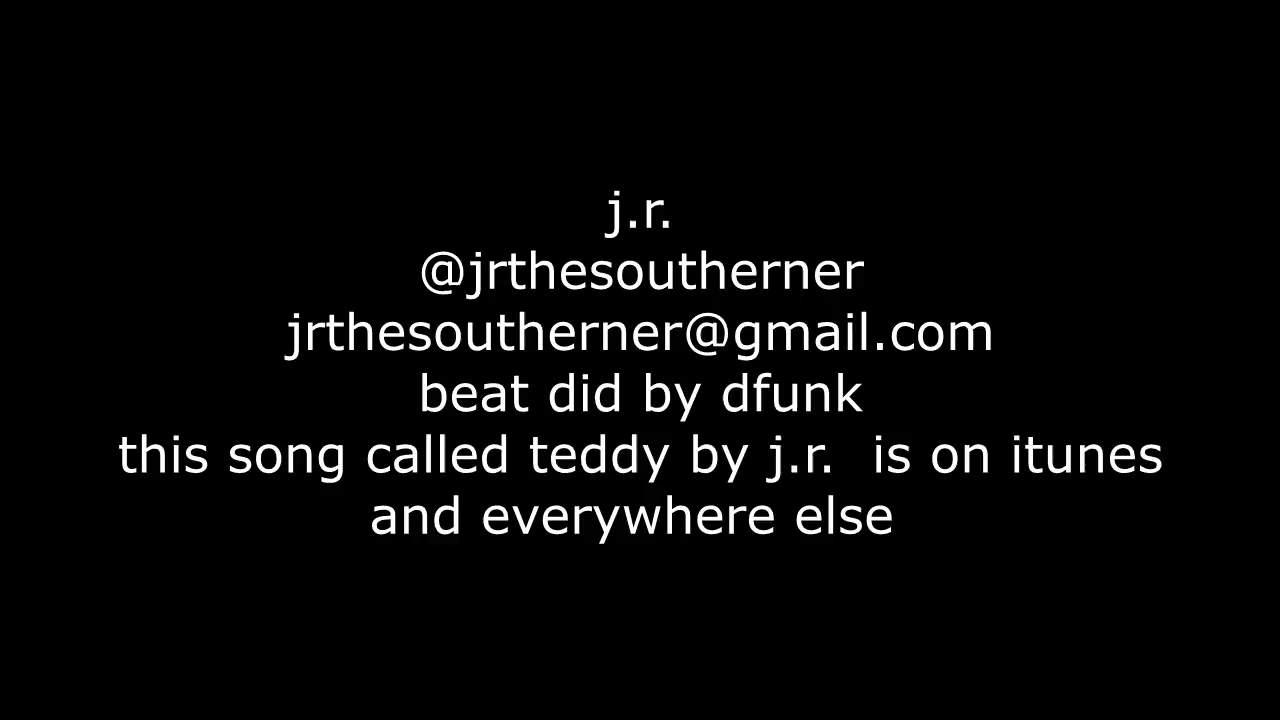 j.r.
@jrthesoutherner
jrthesoutherner@gmail.com
beat did by dfunk
this song called teddy by j.r.  is on itunes
and everywhere else